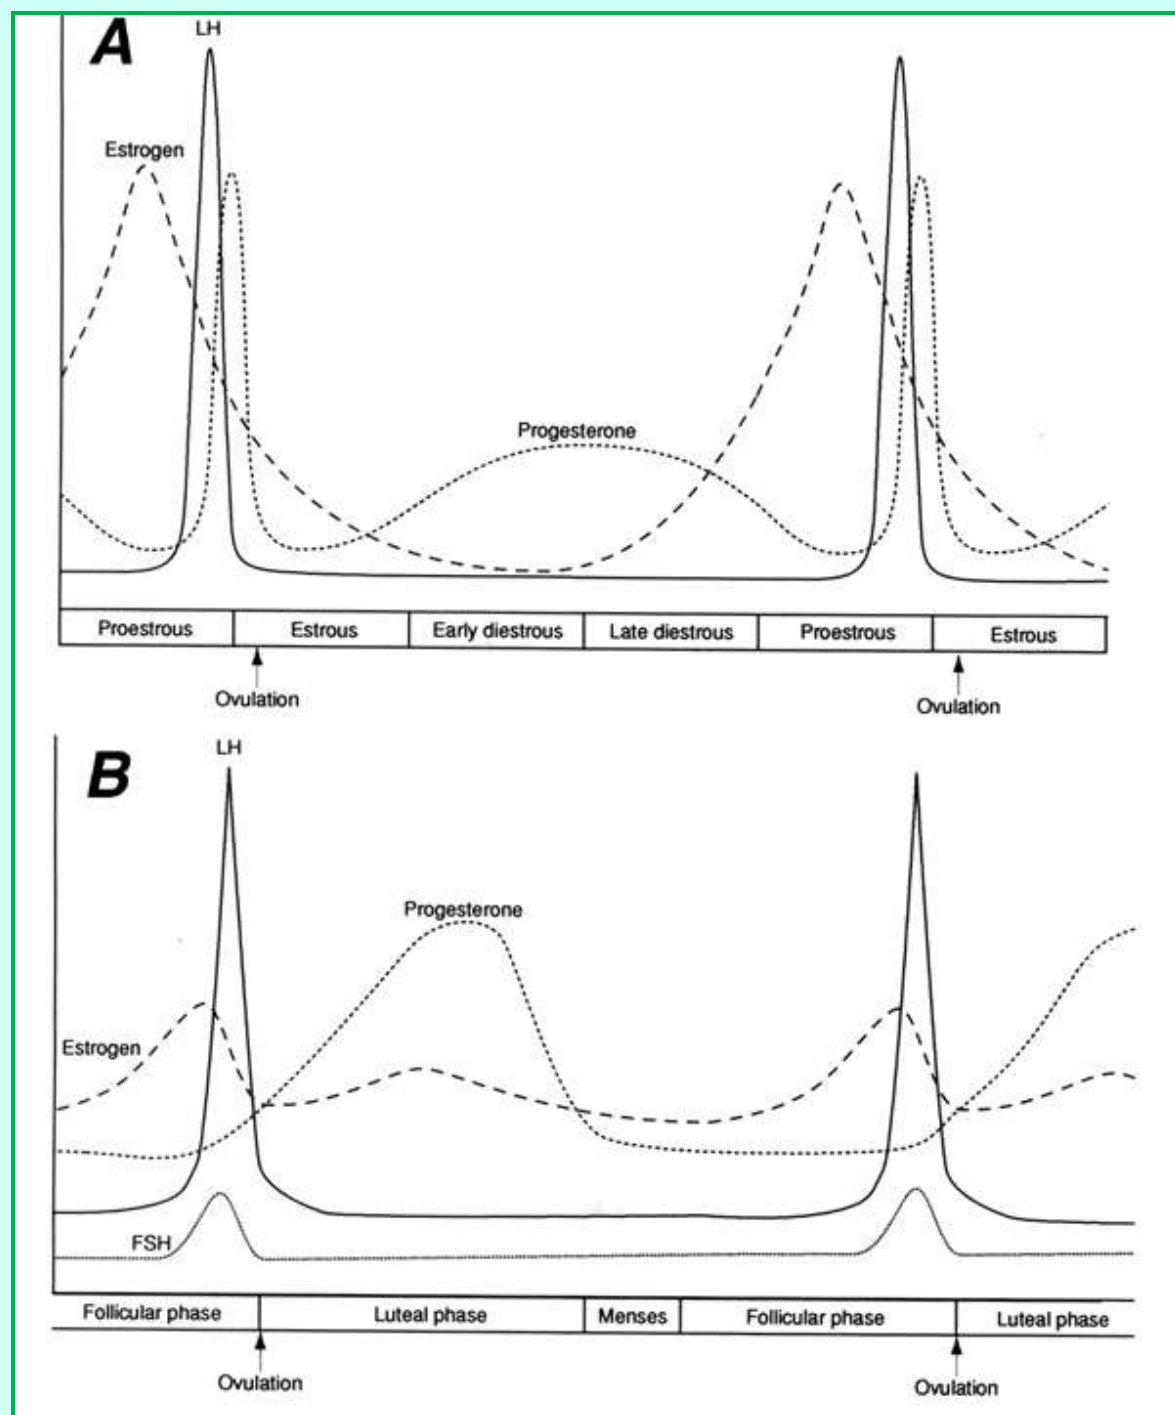 A
LH
Estrogen
Progesterone
Proestrous Estrous Early diestrous Late diestrous Proestrous Estrous
Ovulation Ovulation
B
LH
Progesterone
Estrogen
FSH
Follicular phase Luteal phase Menses Follicular phase Luteal phase
Ovulation Ovulation